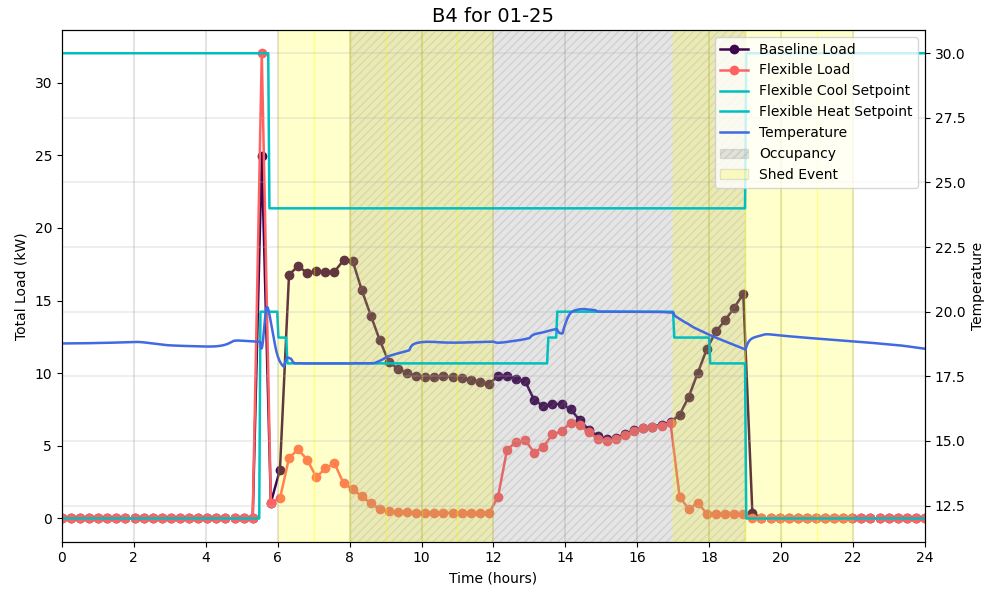 B4 for 01-25
Total Load (kW)
30
25
20
15
10
5
0
0 2 4 6 8 10 12 14 16 18 20 22 24
Time (hours)
30.0
27.5
25.0
22.5
20.0
17.5
15.0
12.5
Temperature
Baseline Load
Flexible Load
Flexible Cool Setpoint
Flexible Heat Setpoint
Temperature
Occupancy
Shed Event